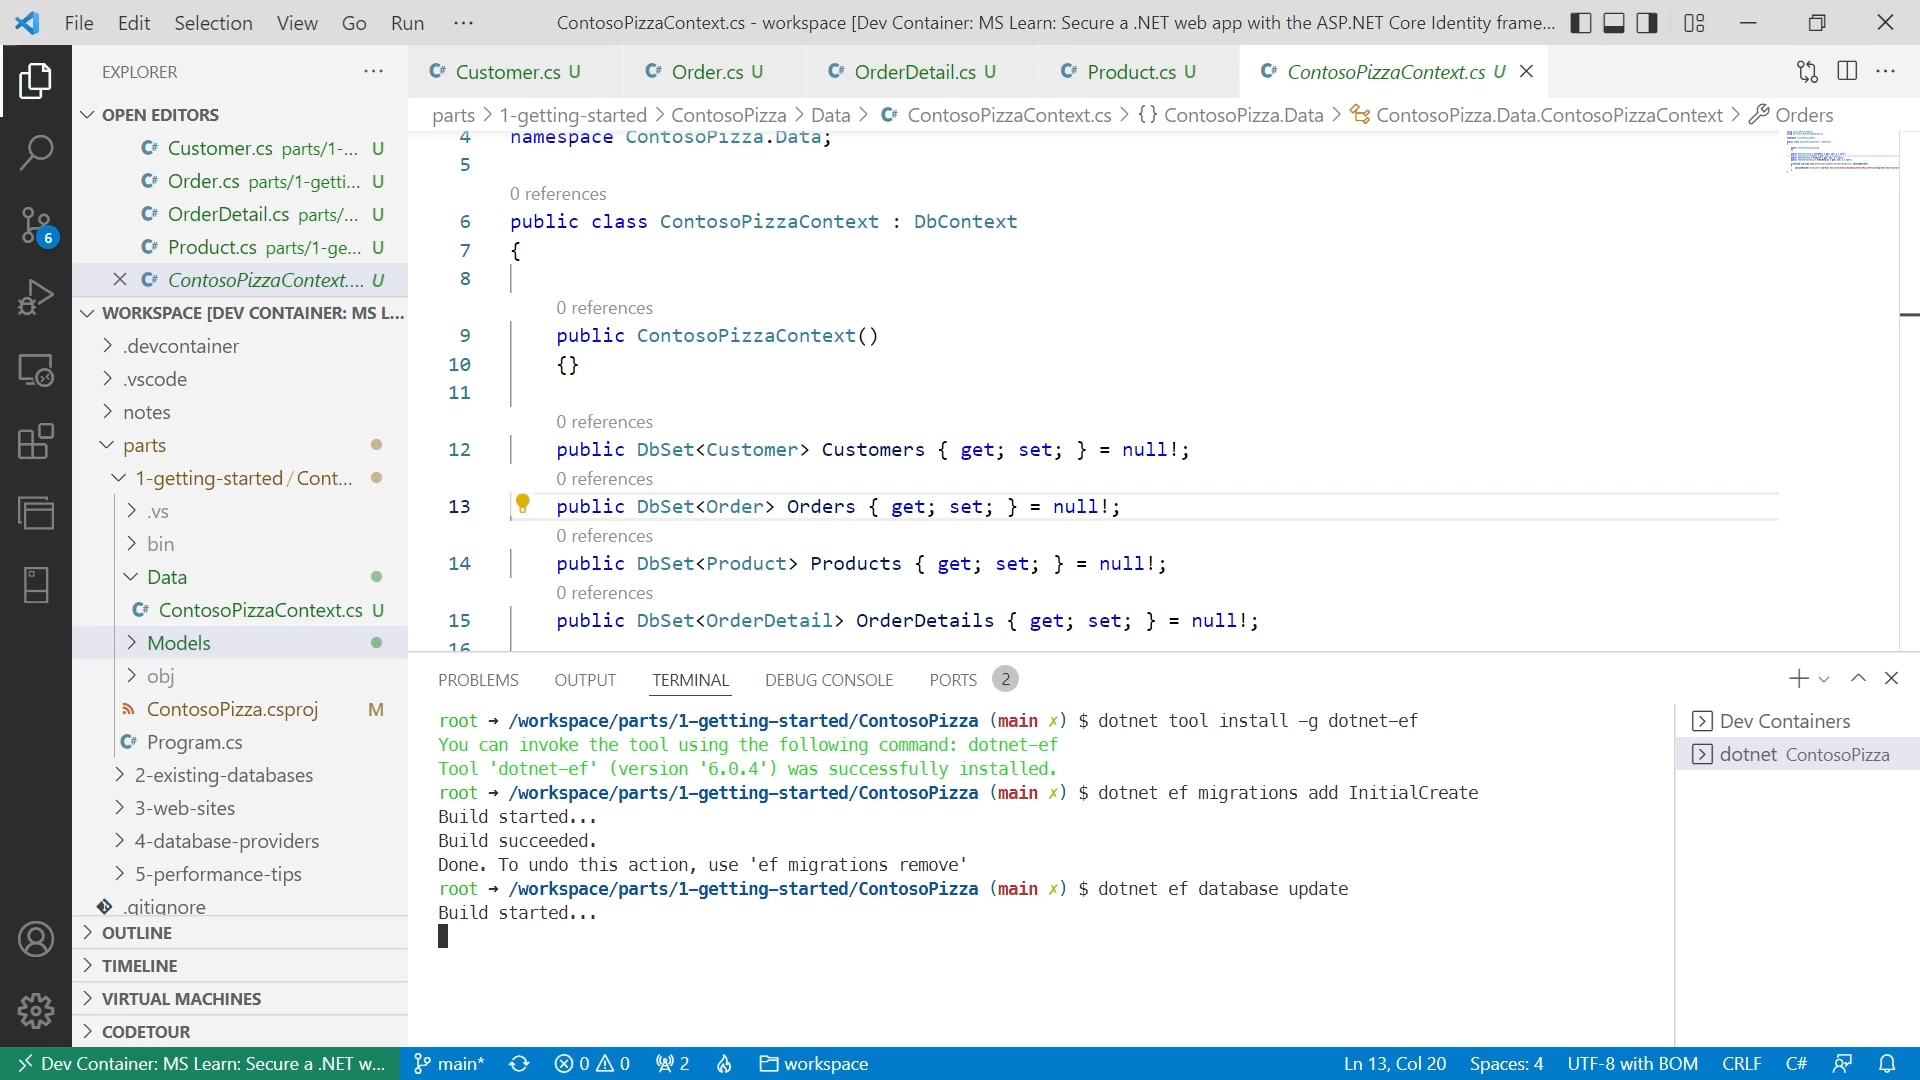 File Edit Selection View Go Run ··· ContosoPizzaContext.cs - workspace [Dev Container: MS Learn: Secure a .NET web app with the ASP.NET Core Identity frame...
EXPLORER ···
Customer.cs U Order.cs U OrderDetail.cs U Product.cs U ContosoPizzaContext.cs U
parts > 1-getting-started > ContosoPizza > Data > ContosoPizzaContext.cs > {} ContosoPizza.Data > ContosoPizza.Data.ContosoPizzaContext > Orders
OPEN EDITORS
Customer.cs parts/1-... U
Order.cs parts/1-getti... U
OrderDetail.cs parts/... U
Product.cs parts/1-ge... U
ContosoPizzaContext.... U
WORKSPACE [DEV CONTAINER: MS L...
.devcontainer
.vscode
notes
parts
1-getting-started / Cont...
.vs
bin
Data
ContosoPizzaContext.cs U
Models
obj
ContosoPizza.csproj M
Program.cs
2-existing-databases
3-web-sites
4-database-providers
5-performance-tips
.gitignore
OUTLINE
TIMELINE
VIRTUAL MACHINES
CODETOUR
6
4 namespace ContosoPizza.Data;
5
0 references
6 public class ContosoPizzaContext : DbContext
7 {
8
0 references
9 public ContosoPizzaContext()
10 {}
11
0 references
12 public DbSet<Customer> Customers { get; set; } = null!;
0 references
13 public DbSet<Order> Orders { get; set; } = null!;
0 references
14 public DbSet<Product> Products { get; set; } = null!;
0 references
15 public DbSet<OrderDetail> OrderDetails { get; set; } = null!;
16
PROBLEMS OUTPUT TERMINAL DEBUG CONSOLE PORTS 2
root → /workspace/parts/1-getting-started/ContosoPizza (main ✗) $ dotnet tool install -g dotnet-ef
You can invoke the tool using the following command: dotnet-ef
Tool 'dotnet-ef' (version '6.0.4') was successfully installed.
root → /workspace/parts/1-getting-started/ContosoPizza (main ✗) $ dotnet ef migrations add InitialCreate
Build started...
Build succeeded.
Done. To undo this action, use 'ef migrations remove'
root → /workspace/parts/1-getting-started/ContosoPizza (main ✗) $ dotnet ef database update
Build started...
Dev Containers
dotnet ContosoPizza
Dev Container: MS Learn: Secure a .NET w... main* 0 0 2 workspace Ln 13, Col 20 Spaces: 4 UTF-8 with BOM CRLF C#